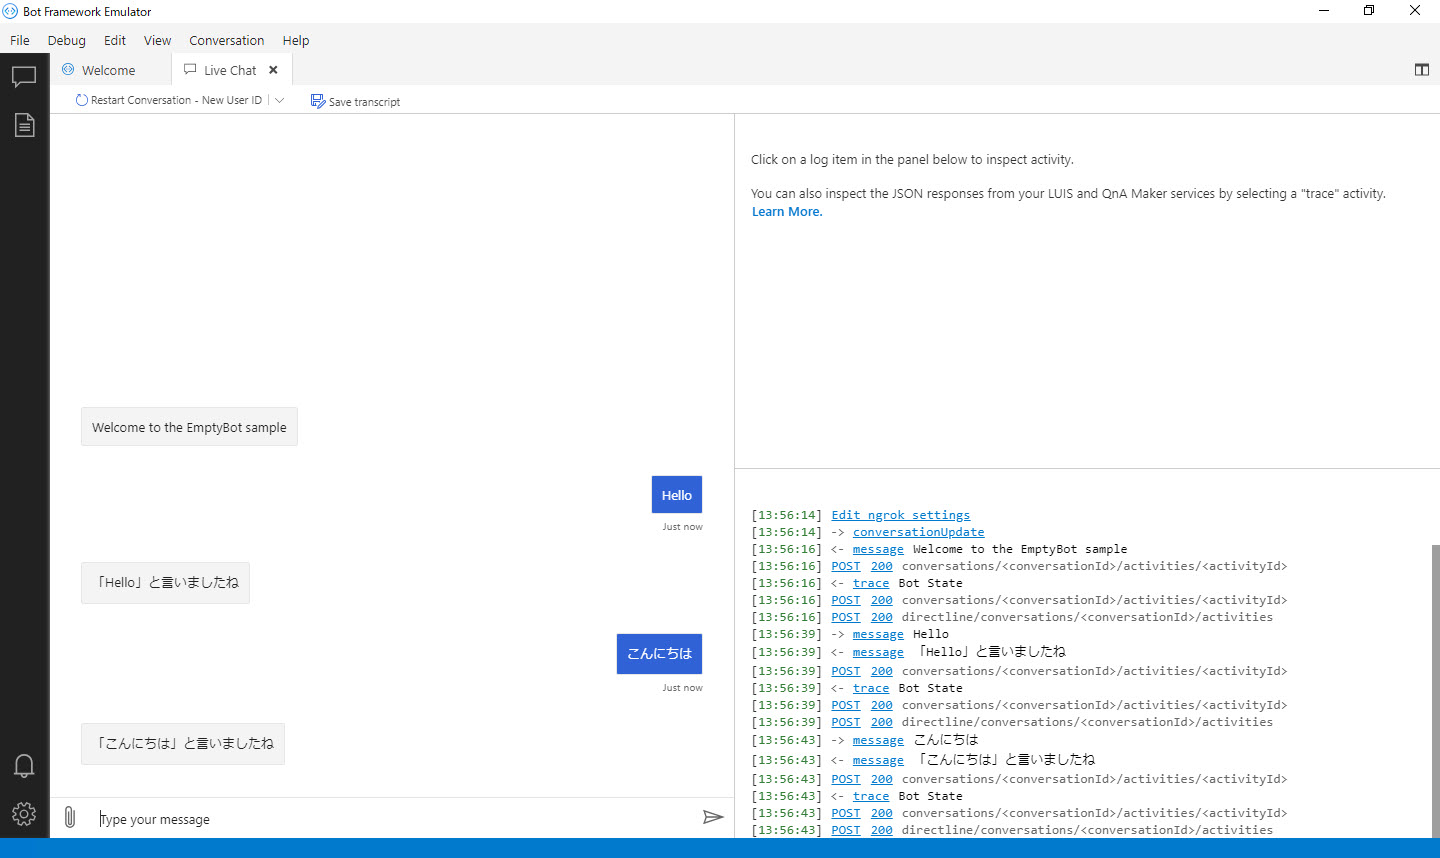 Bot Framework Emulator
File Debug Edit View Conversation Help
Welcome Live Chat
Restart Conversation - New User ID Save transcript
Welcome to the EmptyBot sample
Hello
Just now
「Hello」と言いましたね
こんにちは
Just now
「こんにちは」と言いましたね
Type your message
Click on a log item in the panel below to inspect activity.
You can also inspect the JSON responses from your LUIS and QnA Maker services by selecting a "trace" activity.
Learn More.
[13:56:14] Edit ngrok settings
[13:56:14] -> conversationUpdate
[13:56:16] <- message Welcome to the EmptyBot sample
[13:56:16] POST 200 conversations/<conversationId>/activities/<activityId>
[13:56:16] <- trace Bot State
[13:56:16] POST 200 conversations/<conversationId>/activities/<activityId>
[13:56:16] POST 200 directline/conversations/<conversationId>/activities
[13:56:39] -> message Hello
[13:56:39] <- message 「Hello」と言いましたね
[13:56:39] POST 200 conversations/<conversationId>/activities/<activityId>
[13:56:39] <- trace Bot State
[13:56:39] POST 200 conversations/<conversationId>/activities/<activityId>
[13:56:39] POST 200 directline/conversations/<conversationId>/activities
[13:56:43] -> message こんにちは
[13:56:43] <- message 「こんにちは」と言いましたね
[13:56:43] POST 200 conversations/<conversationId>/activities/<activityId>
[13:56:43] <- trace Bot State
[13:56:43] POST 200 conversations/<conversationId>/activities/<activityId>
[13:56:43] POST 200 directline/conversations/<conversationId>/activities